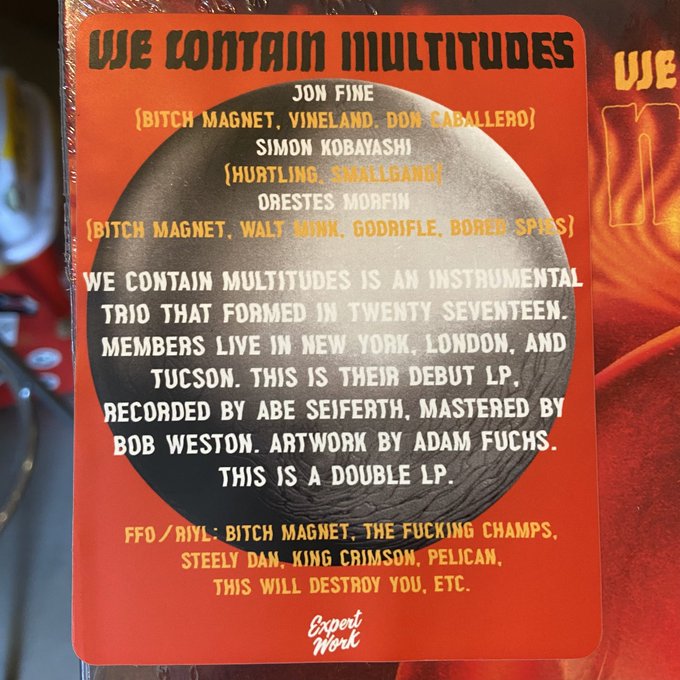 WE CONTAIN MULTITUDES
JON FINE
{BITCH MAGNET, VINELAND, DON CABALLERO}
SIMON KOBAYASHI
{HURTLING, SMALLGANG}
ORESTES MORFIN
{BITCH MAGNET, WALT MINK, GODRIFLE, BORED SPIES}
WE CONTAIN MULTITUDES IS AN INSTRUMENTAL
TRIO THAT FORMED IN TWENTY SEVENTEEN.
MEMBERS LIVE IN NEW YORK, LONDON, AND
TUCSON. THIS IS THEIR DEBUT LP,
RECORDED BY ABE SEIFERTH, MASTERED BY
BOB WESTON. ARTWORK BY ADAM FUCHS.
THIS IS A DOUBLE LP.
FFO/RIYL: BITCH MAGNET, THE FUCKING CHAMPS,
STEELY DAN, KING CRIMSON, PELICAN,
THIS WILL DESTROY YOU, ETC.
Expert
Work
WE